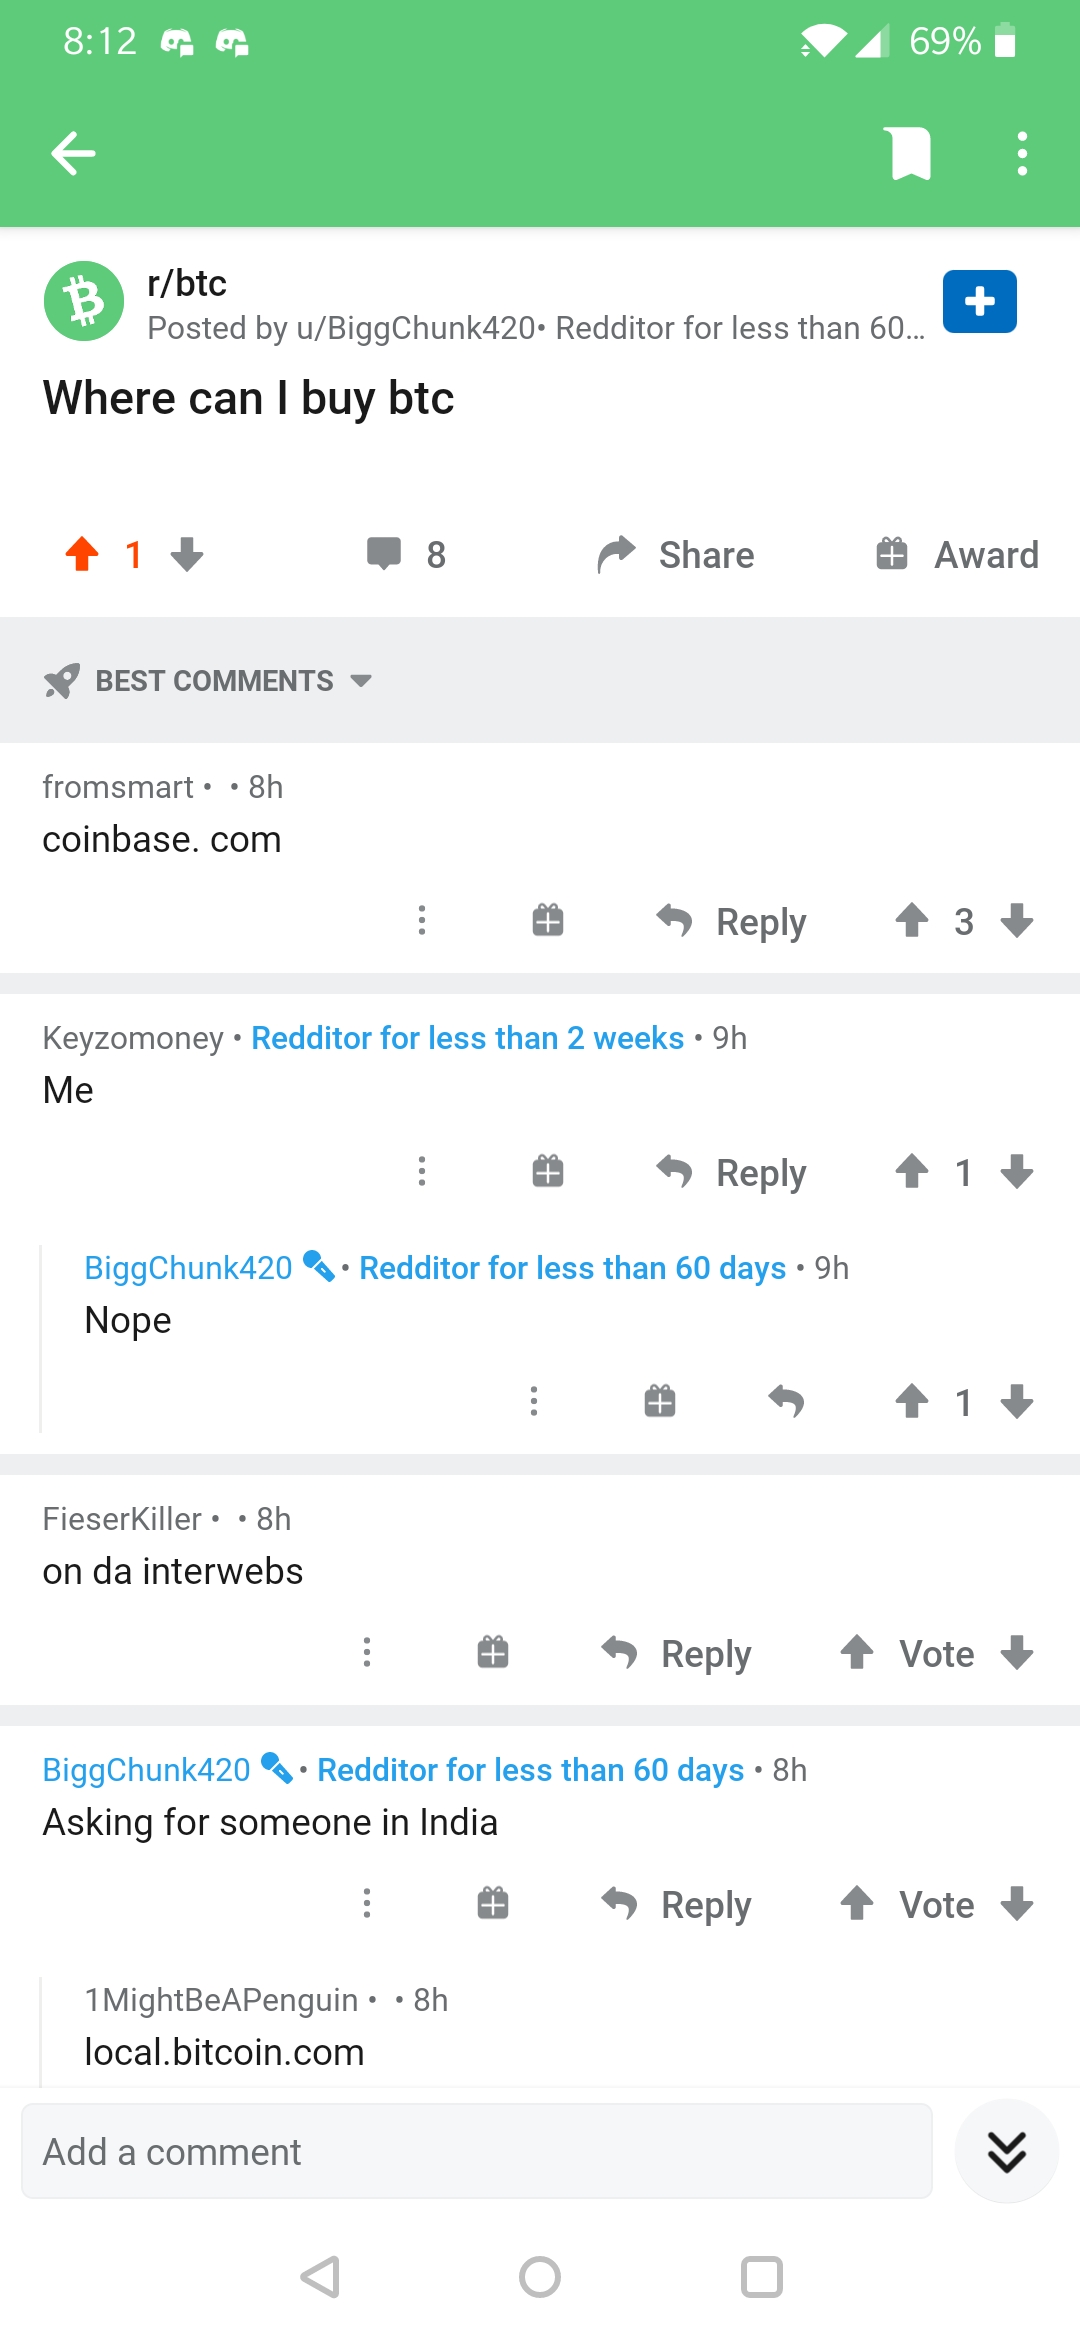 8:12 69%
r/btc
Posted by u/BiggChunk420• Redditor for less than 60...
Where can I buy btc
1 8 Share Award
BEST COMMENTS
fromsmart • • 8h
coinbase. com
Reply 3
Keyzomoney • Redditor for less than 2 weeks • 9h
Me
Reply 1
BiggChunk420 • Redditor for less than 60 days • 9h
Nope
1
FieserKiller • • 8h
on da interwebs
Reply Vote
BiggChunk420 • Redditor for less than 60 days • 8h
Asking for someone in India
Reply Vote
1MightBeAPenguin • • 8h
local.bitcoin.com
Add a comment